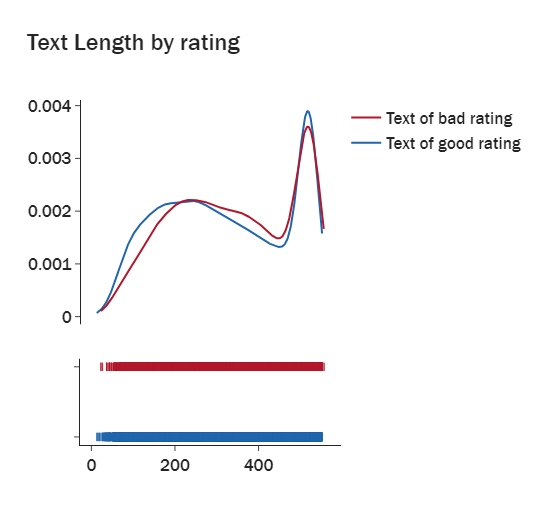 Text Length by rating
0.004
0.003
0.002
0.001
0
Text of bad rating
Text of good rating
0 200 400